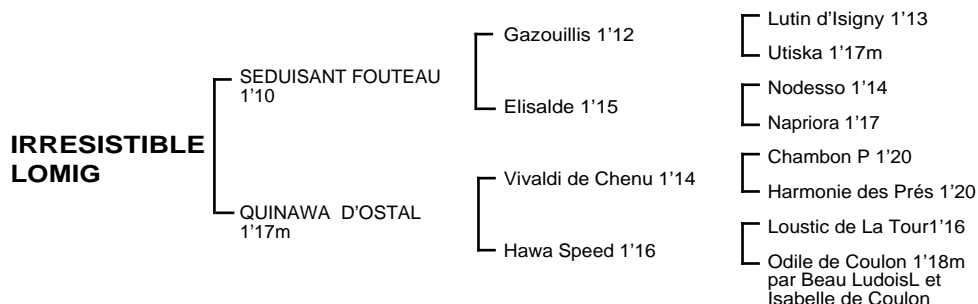 IRRESISTIBLE
LOMIG
SEDUISANT FOUTEAU
1'10
QUINAWA D'OSTAL
1'17m
Gazouillis 1'12
Elisalde 1'15
Vivaldi de Chenu 1'14
Hawa Speed 1'16
Lutin d'Isigny 1'13
Utiska 1'17m
Nodesso 1'14
Napriora 1'17
Chambon P 1'20
Harmonie des Prés 1'20
Loustic de La Tour1'16
Odile de Coulon 1'18m
par Beau LudoisL et
Isabelle de Coulon